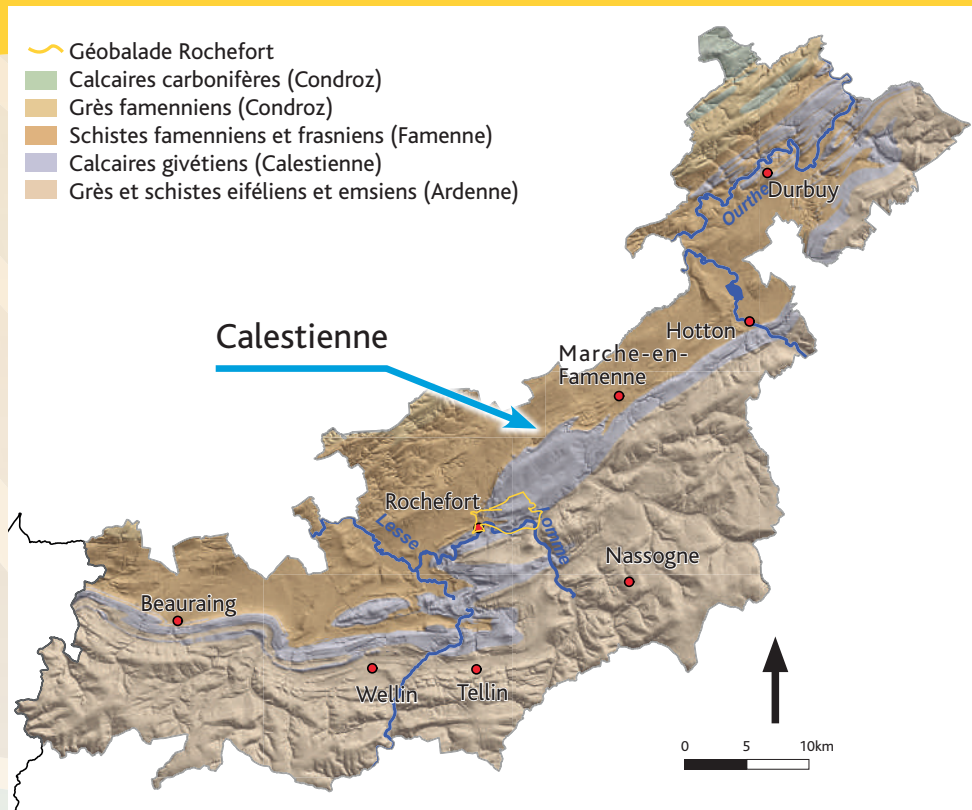 Géobalade Rochefort
Calcaires carbonifères (Condroz)
Grès famenniens (Condroz)
Schistes famenniens et frasniens (Famenne)
Calcaires givétiens (Calestienne)
Grès et schistes eiféliens et emsiens (Ardenne)
Durbuy
Ourthe
Hotton
Calestienne
Marche-en-
Famenne
Rochefort
Lesse
Nassogne
Beauraing
Wellin
Tellin
0 5 10km